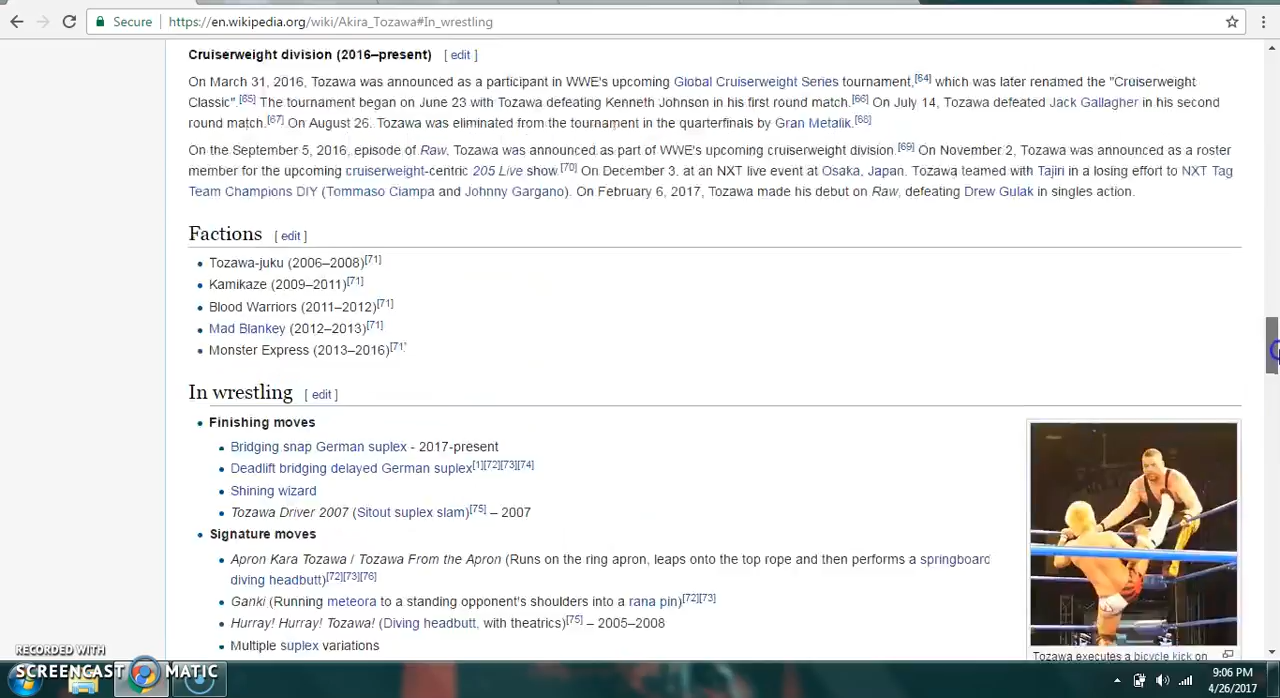 Secure | https://en.wikipedia.org/wiki/Akira_Tozawa#In_wrestling
Cruiserweight division (2016–present) [ edit ]
On March 31, 2016, Tozawa was announced as a participant in WWE's upcoming Global Cruiserweight Series tournament,[64] which was later renamed the "Cruiserweight
Classic".[65] The tournament began on June 23 with Tozawa defeating Kenneth Johnson in his first round match.[66] On July 14, Tozawa defeated Jack Gallagher in his second
round match.[67] On August 26. Tozawa was eliminated from the tournament in the quarterfinals by Gran Metalik.[68]
On the September 5, 2016, episode of Raw, Tozawa was announced as part of WWE's upcoming cruiserweight division.[69] On November 2, Tozawa was announced as a roster
member for the upcoming cruiserweight-centric 205 Live show.[70] On December 3. at an NXT live event at Osaka, Japan. Tozawa teamed with Tajiri in a losing effort to NXT Tag
Team Champions DIY (Tommaso Ciampa and Johnny Gargano). On February 6, 2017, Tozawa made his debut on Raw, defeating Drew Gulak in singles action.
Factions [ edit ]
Tozawa-juku (2006–2008)[71]
Kamikaze (2009–2011)[71]
Blood Warriors (2011–2012)[71]
Mad Blankey (2012–2013)[71]
Monster Express (2013–2016)[71]
In wrestling [ edit ]
Finishing moves
Bridging snap German suplex - 2017-present
Deadlift bridging delayed German suplex[1][72][73][74]
Shining wizard
Tozawa Driver 2007 (Sitout suplex slam)[75] – 2007
Signature moves
Apron Kara Tozawa / Tozawa From the Apron (Runs on the ring apron, leaps onto the top rope and then performs a springboard
diving headbutt)[72][73][76]
Ganki (Running meteora to a standing opponent's shoulders into a rana pin)[72][73]
Hurray! Hurray! Tozawa! (Diving headbutt, with theatrics)[75] – 2005–2008
Multiple suplex variations
Tozawa executes a bicycle kick on
RECORDED WITH
SCREENCAST MATIC
9:06 PM
4/26/2017